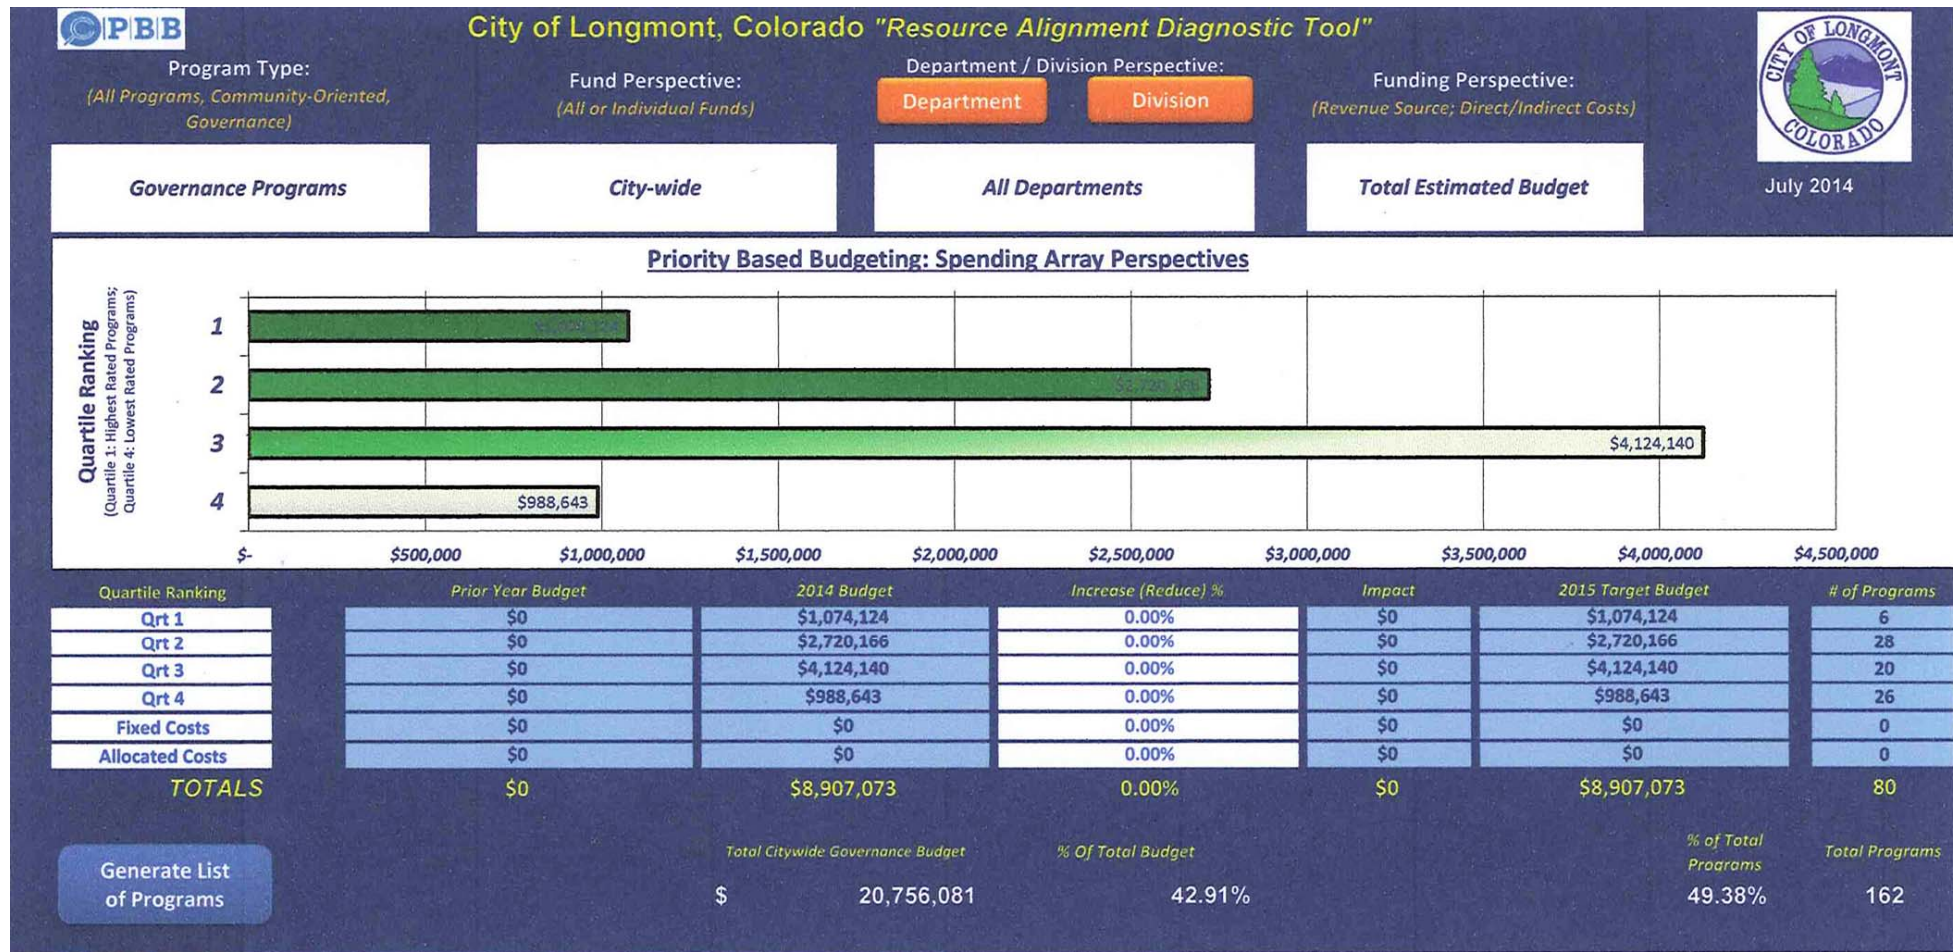 PBB
City of Longmont, Colorado "Resource Alignment Diagnostic Tool"
CITY OF LONGMONT
COLORADO
Program Type:
(All Programs, Community-Oriented,
Governance)
Fund Perspective:
(All or Individual Funds)
Department / Division Perspective:
Department Division
Funding Perspective:
(Revenue Source; Direct/Indirect Costs)
Governance Programs City-wide All Departments Total Estimated Budget July 2014
Priority Based Budgeting: Spending Array Perspectives
Quartile Ranking
(Quartile 1: Highest Rated Programs;
Quartile 4: Lowest Rated Programs)
1
2 $2,720,166
3 $4,124,140
4 $988,643
$- $500,000 $1,000,000 $1,500,000 $2,000,000 $2,500,000 $3,000,000 $3,500,000 $4,000,000 $4,500,000
Quartile Ranking Prior Year Budget 2014 Budget Increase (Reduce) % Impact 2015 Target Budget # of Programs
Qrt 1 $0 $1,074,124 0.00% $0 $1,074,124 6
Qrt 2 $0 $2,720,166 0.00% $0 $2,720,166 28
Qrt 3 $0 $4,124,140 0.00% $0 $4,124,140 20
Qrt 4 $0 $988,643 0.00% $0 $988,643 26
Fixed Costs $0 $0 0.00% $0 $0 0
Allocated Costs $0 $0 0.00% $0 $0 0
TOTALS $0 $8,907,073 0.00% $0 $8,907,073 80
Generate List
of Programs
Total Citywide Governance Budget % Of Total Budget
$ 20,756,081 42.91%
% of Total
Programs
Total Programs
49.38% 162